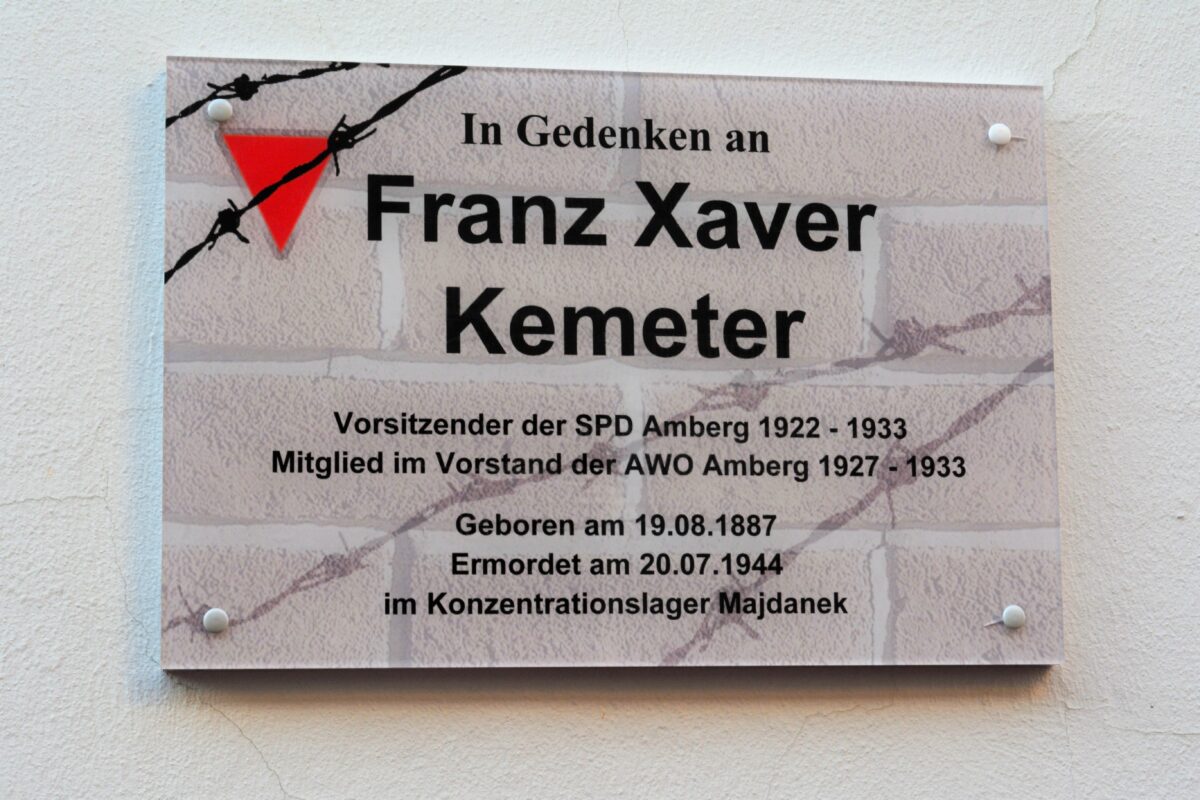 In Gedenken an
Franz Xaver
Kemeter
Vorsitzender der SPD Amberg 1922 - 1933
Mitglied im Vorstand der AWO Amberg 1927 - 1933
Geboren am 19.08.1887
Ermordet am 20.07.1944
im Konzentrationslager Majdanek